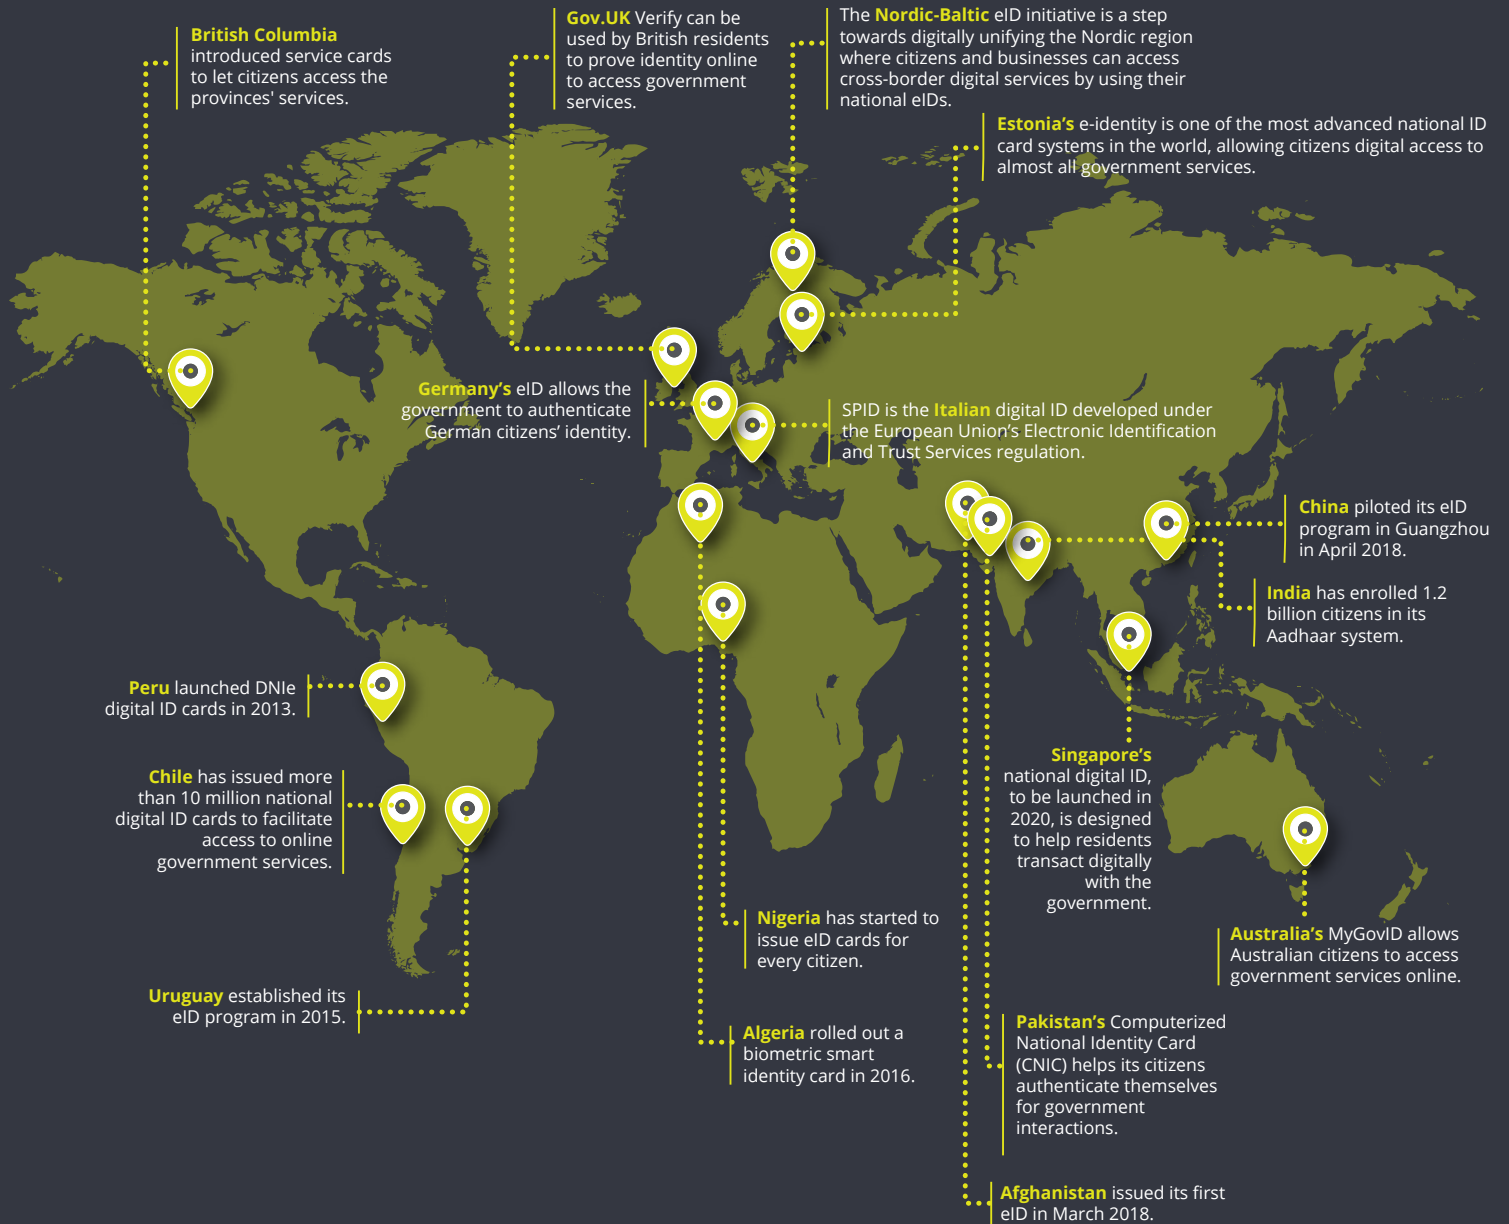 British Columbia
introduced service cards
to let citizens access the
provinces' services.
Gov.UK Verify can be
used by British residents
to prove identity online
to access government
services.
The Nordic-Baltic eID initiative is a step
towards digitally unifying the Nordic region
where citizens and businesses can access
cross-border digital services by using their
national eIDs.
Estonia’s e-identity is one of the most advanced national ID
card systems in the world, allowing citizens digital access to
almost all government services.
Germany’s eID allows the
government to authenticate
German citizens’ identity.
SPID is the Italian digital ID developed under
the European Union’s Electronic Identification
and Trust Services regulation.
China piloted its eID
program in Guangzhou
in April 2018.
India has enrolled 1.2
billion citizens in its
Aadhaar system.
Peru launched DNIe
digital ID cards in 2013.
Chile has issued more
than 10 million national
digital ID cards to facilitate
access to online
government services.
Singapore’s
national digital ID,
to be launched in
2020, is designed
to help residents
transact digitally
with the
government.
Nigeria has started to
issue eID cards for
every citizen.
Australia’s MyGovID allows
Australian citizens to access
government services online.
Uruguay established its
eID program in 2015.
Algeria rolled out a
biometric smart
identity card in 2016.
Pakistan’s Computerized
National Identity Card
(CNIC) helps its citizens
authenticate themselves
for government
interactions.
Afghanistan issued its first
eID in March 2018.